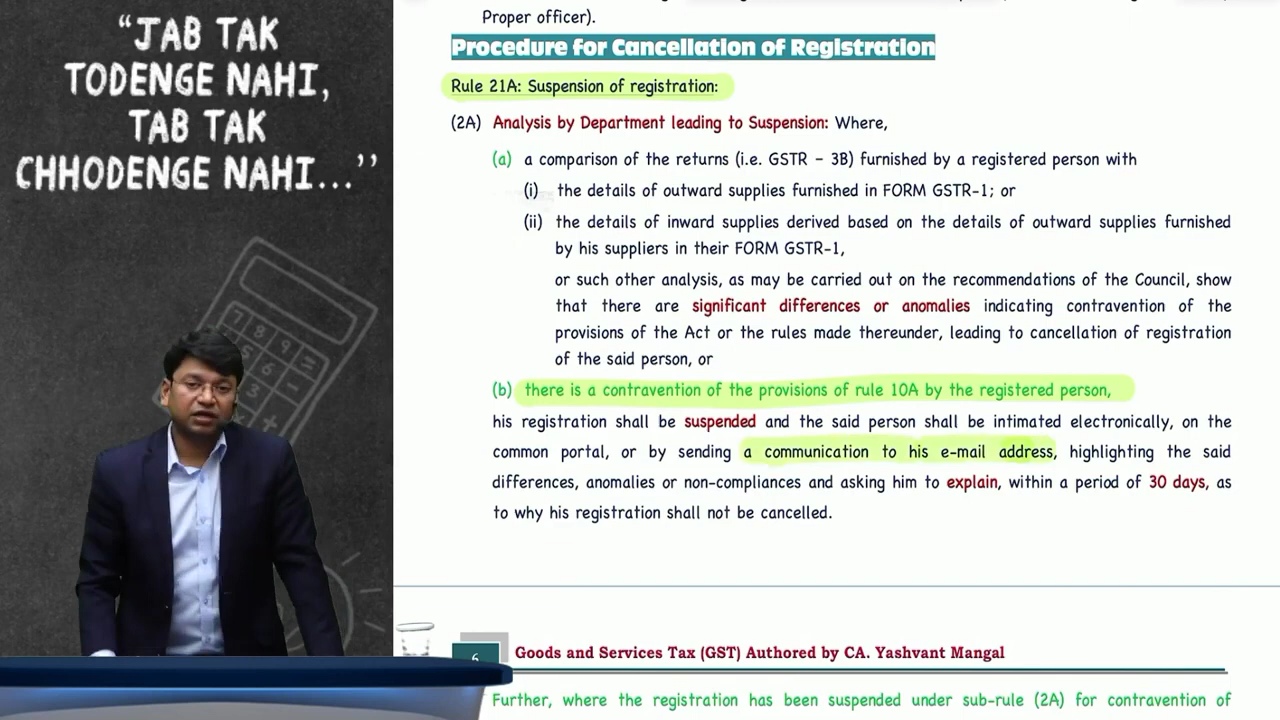 “JAB TAK
TODENGE NAHI,
TAB TAK
CHHODENGE NAHI...’’
Proper officer).
Procedure for Cancellation of Registration
Rule 21A: Suspension of registration:
(2A) Analysis by Department leading to Suspension: Where,
(a) a comparison of the returns (i.e. GSTR – 3B) furnished by a registered person with
(i) the details of outward supplies furnished in FORM GSTR-1; or
(ii) the details of inward supplies derived based on the details of outward supplies furnished
by his suppliers in their FORM GSTR-1,
or such other analysis, as may be carried out on the recommendations of the Council, show
that there are significant differences or anomalies indicating contravention of the
provisions of the Act or the rules made thereunder, leading to cancellation of registration
of the said person, or
(b) there is a contravention of the provisions of rule 10A by the registered person,
his registration shall be suspended and the said person shall be intimated electronically, on the
common portal, or by sending a communication to his e-mail address, highlighting the said
differences, anomalies or non-compliances and asking him to explain, within a period of 30 days, as
to why his registration shall not be cancelled.
6 Goods and Services Tax (GST) Authored by CA. Yashvant Mangal
Further, where the registration has been suspended under sub-rule (2A) for contravention of